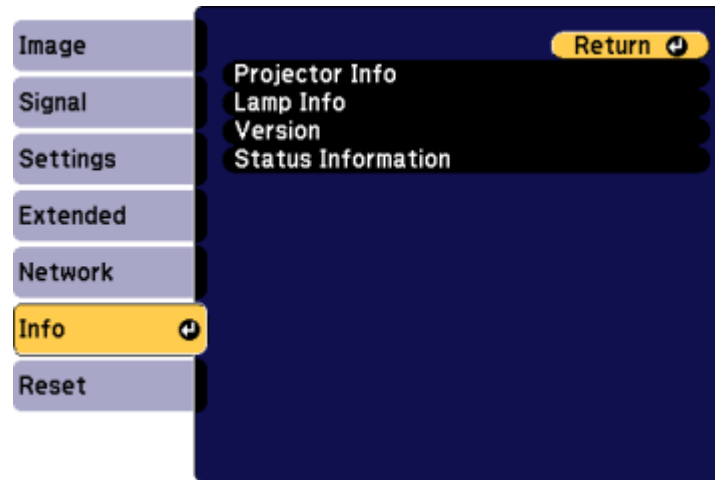 Image
Signal
Settings
Extended
Network
Info
Reset
Return
Projector Info
Lamp Info
Version
Status Information